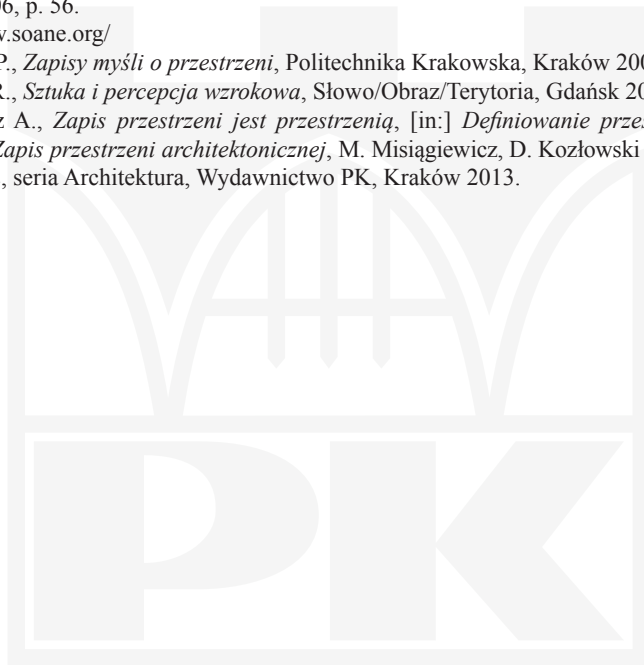 06, p. 56.
w.soane.org/
P., Zapisy myśli o przestrzeni, Politechnika Krakowska, Kraków 200
R., Sztuka i percepcja wzrokowa, Słowo/Obraz/Terytoria, Gdańsk 20
z A., Zapis przestrzeni jest przestrzenią, [in:] Definiowanie przes
Zapis przestrzeni architektonicznej, M. Misiągiewicz, D. Kozłowski
, seria Architektura, Wydawnictwo PK, Kraków 2013.
PK